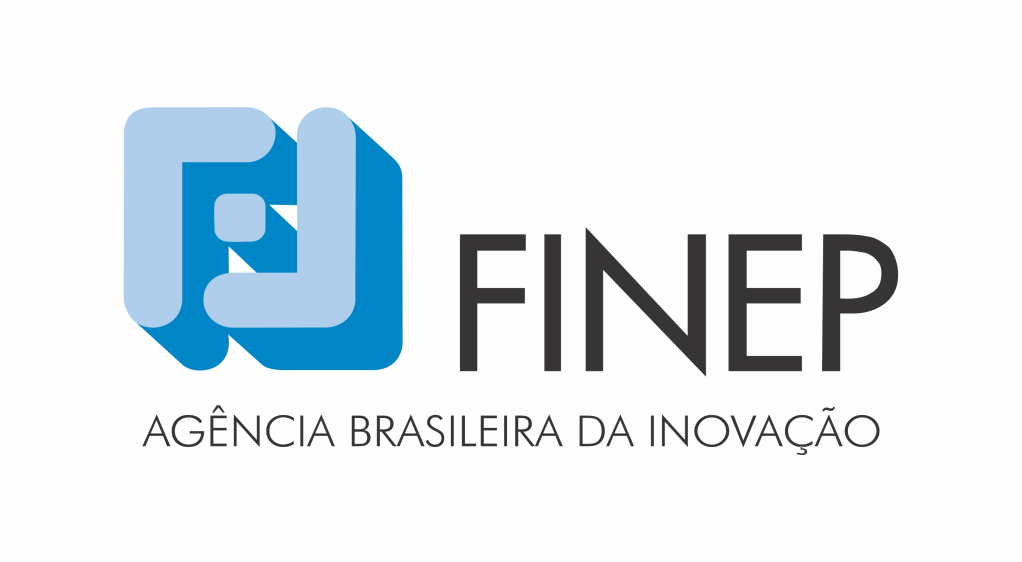 FINEP
AGÊNCIA BRASILEIRA DA INOVAÇÃO